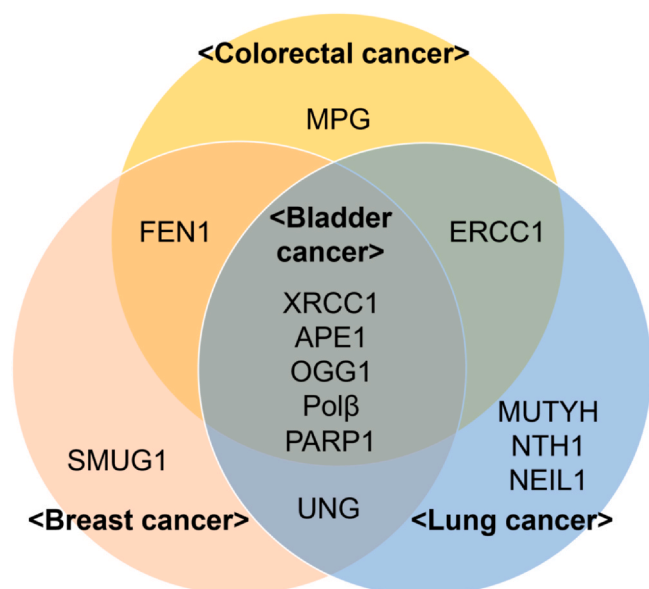 <Colorectal cancer>
MPG
FEN1
<Bladder
cancer>
ERCC1
XRCC1
APE1
OGG1
Polβ
PARP1
MUTYH
NTH1
NEIL1
SMUG1
<Breast cancer>
UNG
<Lung cancer>